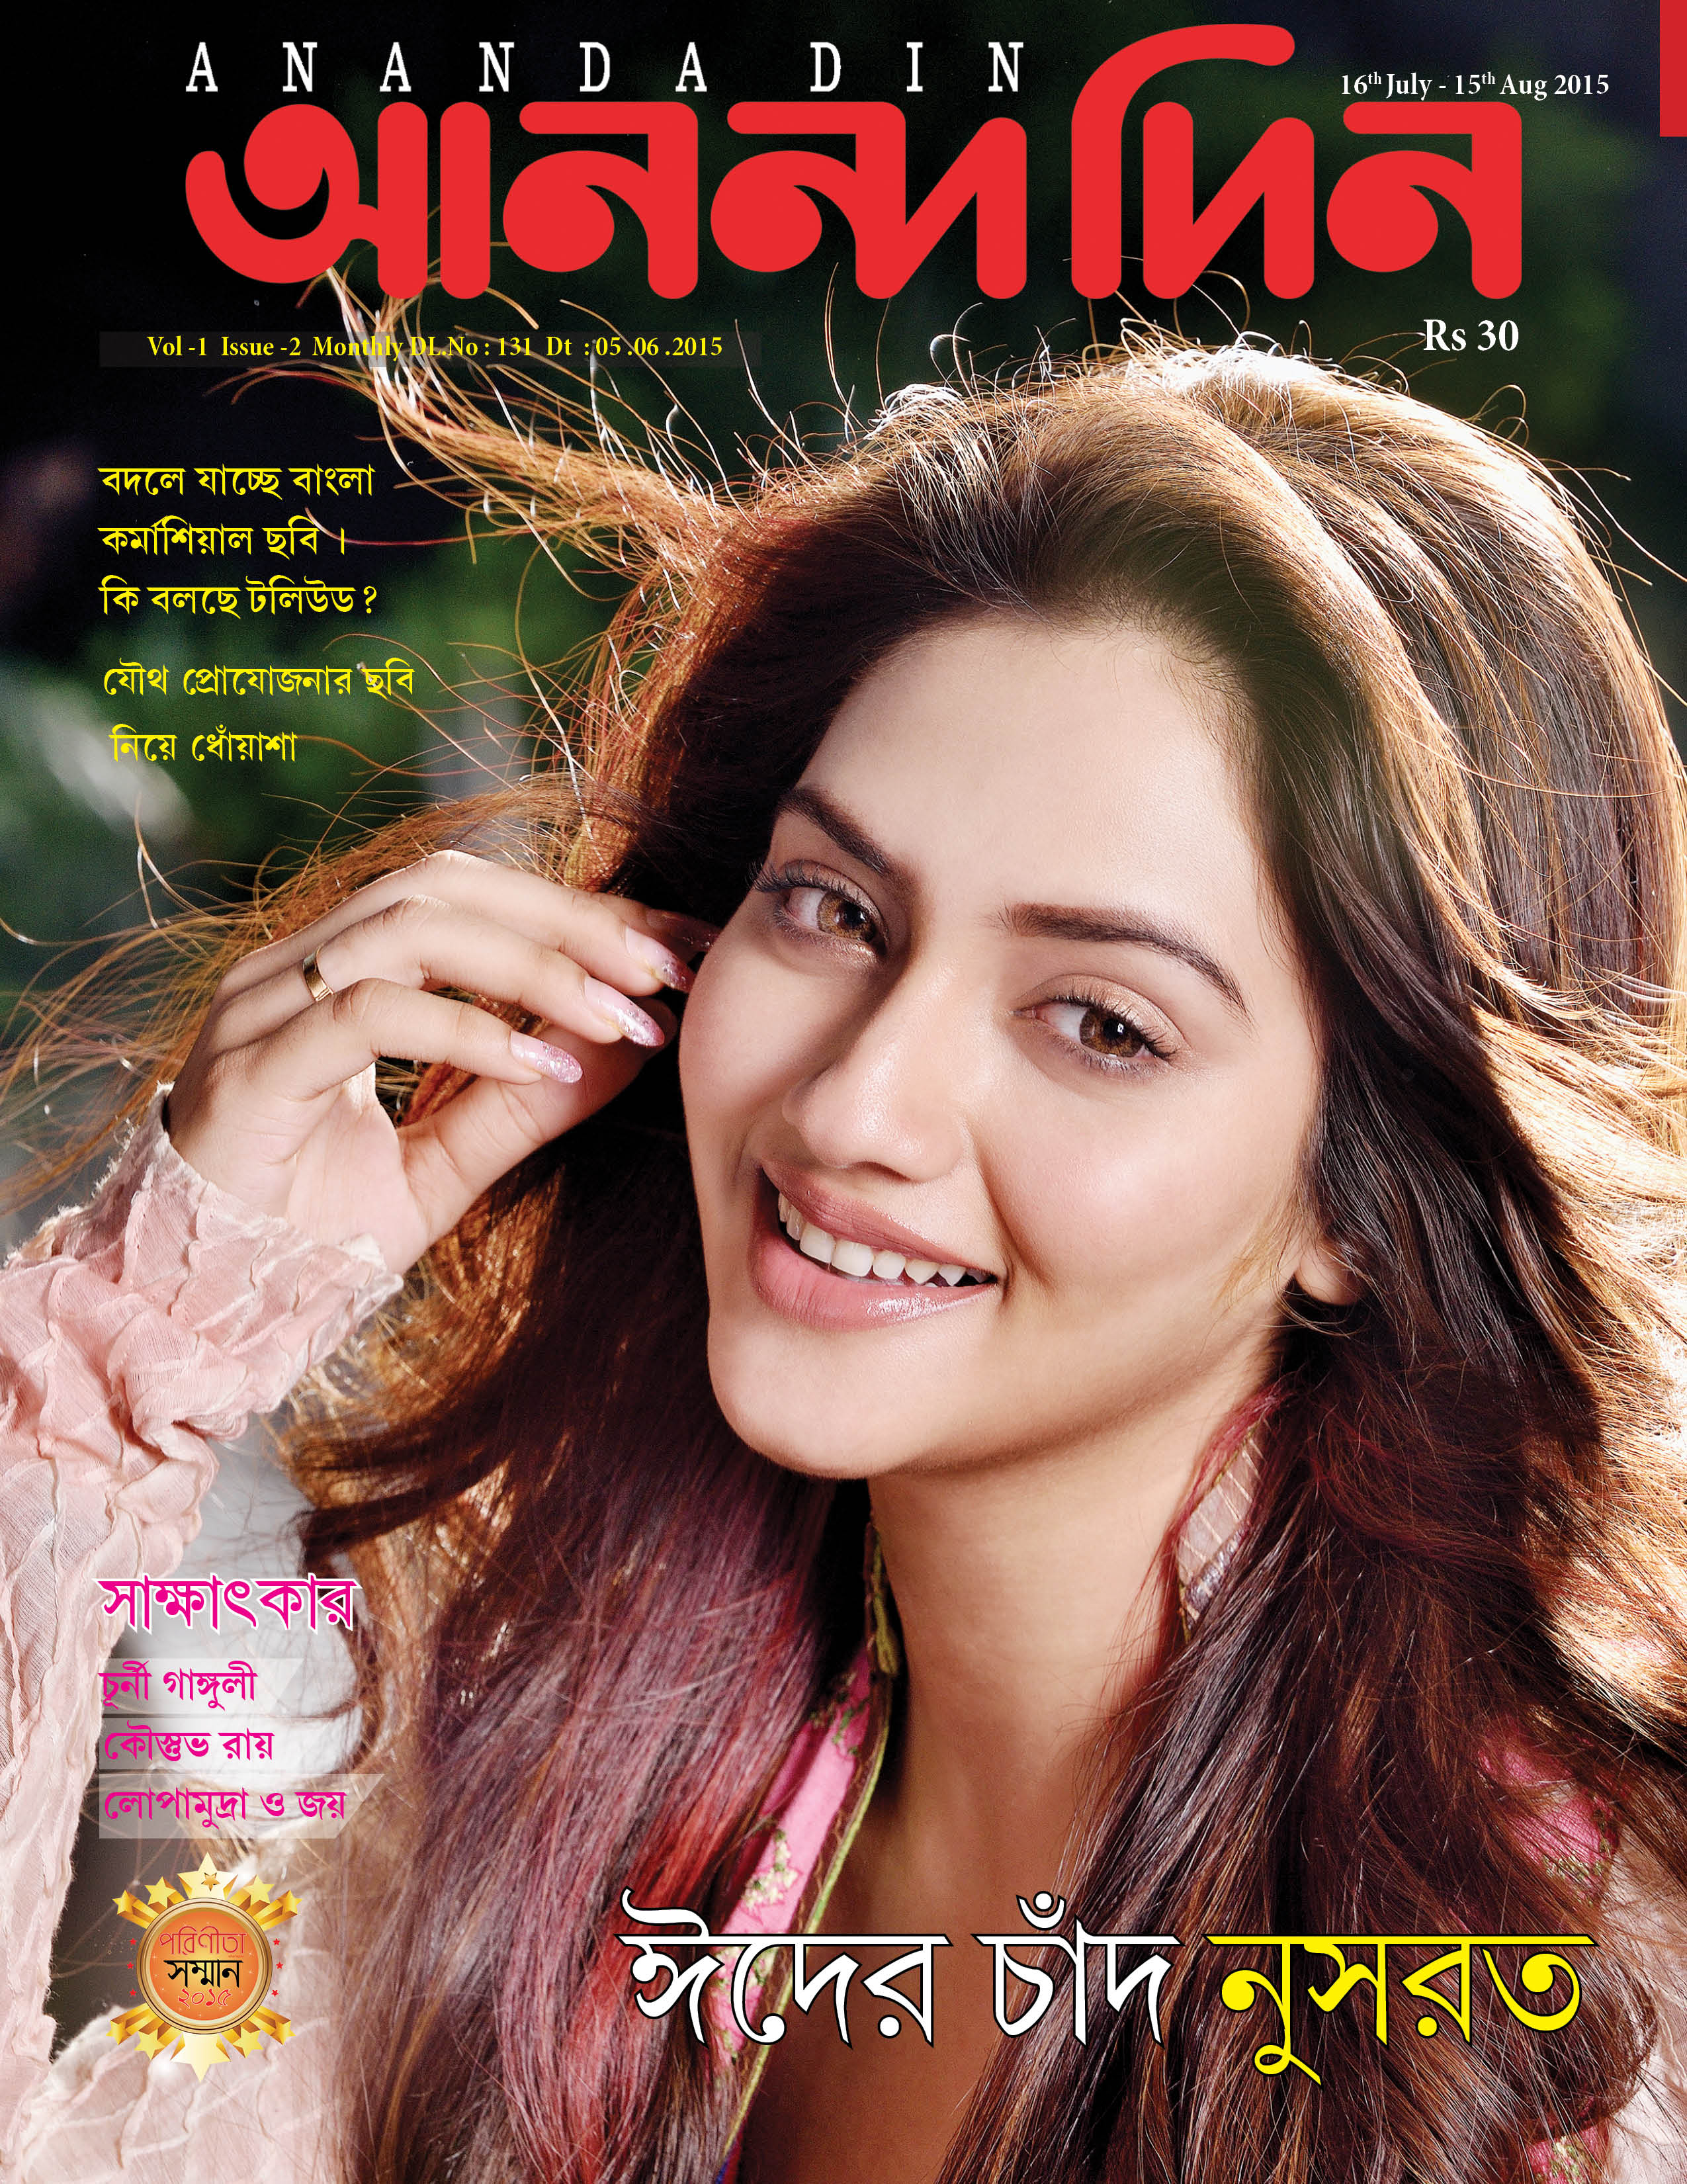 ANANDA DIN
16th July - 15th Aug 2015
আনন্দদিন
Vol -1 Issue -2 Monthly DL.No : 131 Dt : 05 .06 .2015
Rs 30
বদলে যাচ্ছে বাংলা
কর্মাশিয়াল ছবি ।
কি বলছে টলিউড ?
যৌথ প্রোযোজনার ছবি
নিয়ে ধোঁয়াশা
সাক্ষাৎকার
চূর্নী গাঙ্গুলী
কৌস্তুভ রায়
লোপামুদ্রা ও জয়
পরিণীতা
সম্মান
২০১৫
ঈদের চাঁদ নুসরত